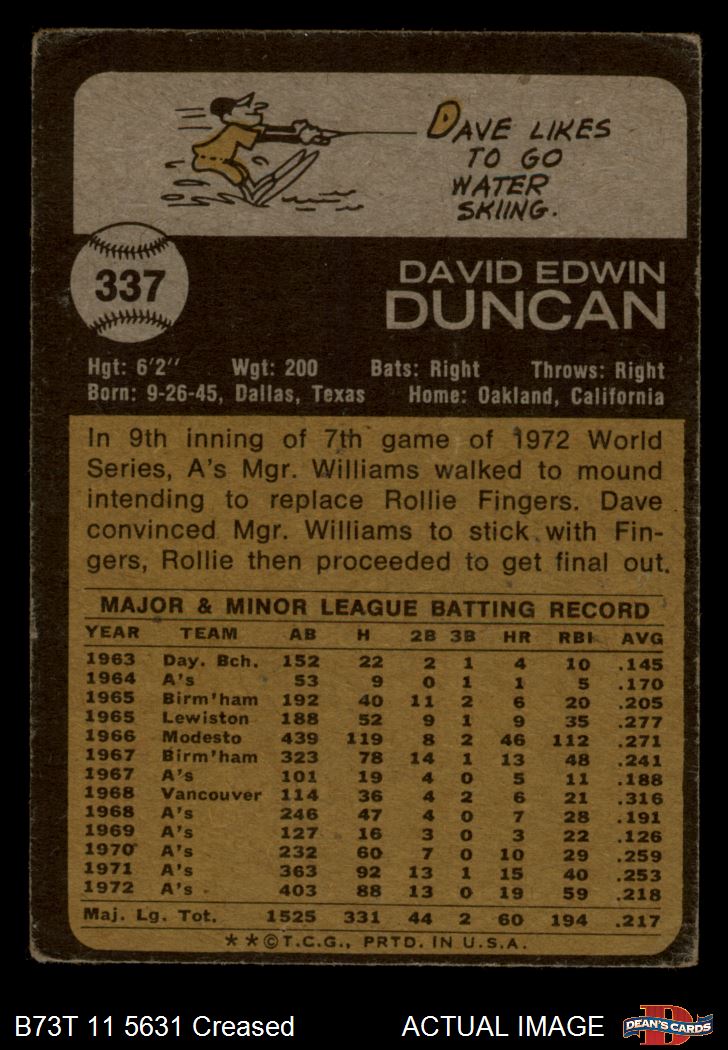 DAVE LIKES
TO GO
WATER
SKIING.
337
DAVID EDWIN
DUNCAN
Hgt: 6'2'' Wgt: 200 Bats: Right Throws: Right
Born: 9-26-45, Dallas, Texas Home: Oakland, California
In 9th inning of 7th game of 1972 World
Series, A's Mgr. Williams walked to mound
intending to replace Rollie Fingers. Dave
convinced Mgr. Williams to stick with Fin-
gers, Rollie then proceeded to get final out.
MAJOR & MINOR LEAGUE BATTING RECORD
YEAR TEAM AB H 2B 3B HR RBI AVG
1963 Day. Bch. 152 22 2 1 4 10 .145
1964 A's 53 9 0 1 1 5 .170
1965 Birm'ham 192 40 11 2 6 20 .205
1965 Lewiston 188 52 9 1 9 35 .277
1966 Modesto 439 119 8 2 46 112 .271
1967 Birm'ham 323 78 14 1 13 48 .241
1967 A's 101 19 4 0 5 11 .188
1968 Vancouver 114 36 4 2 6 21 .316
1968 A's 246 47 4 0 7 28 .191
1969 A's 127 16 3 0 3 22 .126
1970 A's 232 60 7 0 10 29 .259
1971 A's 363 92 13 1 15 40 .253
1972 A's 403 88 13 0 19 59 .218
Maj. Lg. Tot. 1525 331 44 2 60 194 .217
**©T.C.G., PRTD. IN U.S.A.
B73T 11 5631 Creased ACTUAL IMAGE
D
DEAN'S CARDS